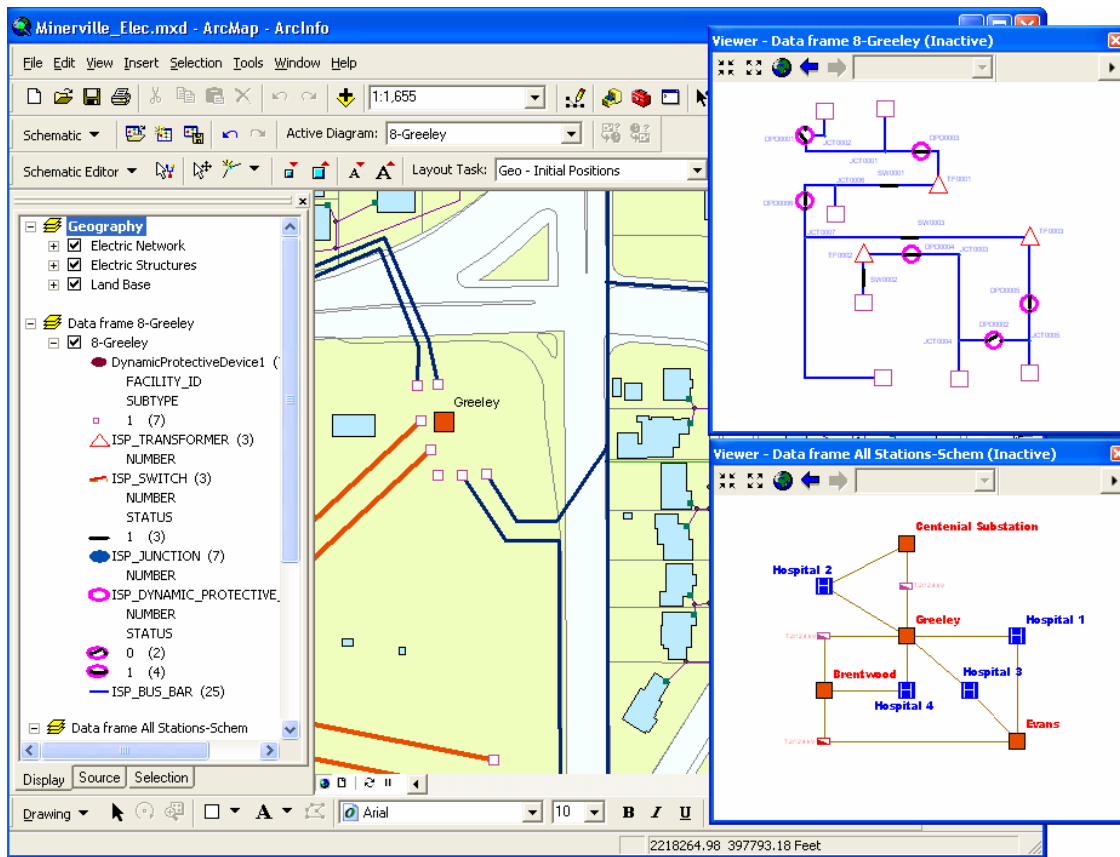 Minerville_Elec.mxd - ArcMap - ArcInfo
File Edit View Insert Selection Tools Window Help
1:1,655
Schematic Active Diagram: 8-Greeley
Schematic Editor Layout Task: Geo - Initial Positions
Geography
Electric Network
Electric Structures
Land Base
Data frame 8-Greeley
8-Greeley
DynamicProtectiveDevice1 (
FACILITY_ID
SUBTYPE
1 (7)
ISP_TRANSFORMER (3)
NUMBER
ISP_SWITCH (3)
NUMBER
STATUS
1 (3)
ISP_JUNCTION (7)
NUMBER
ISP_DYNAMIC_PROTECTIVE_
NUMBER
STATUS
0 (2)
1 (4)
ISP_BUS_BAR (25)
Data frame All Stations-Schem
Display Source Selection
Greeley
Drawing A Arial 10 B I U
2218264.98 397793.18 Feet
Viewer - Data frame 8-Greeley (Inactive)
DPD0001
JCT0002
DPD0003
JCT0001
SW0001
JCT0006
TF0001
DPD0006
SW0003
JCT0007
TF0003
TF0002
DPD0004
JCT0003
SW0002
DPD0005
DPD0002
JCT0004
JCT0005
Viewer - Data frame All Stations-Schem (Inactive)
Centenial Substation
Hospital 2
Greeley
Hospital 1
Hospital 3
Brentwood
Hospital 4
Evans